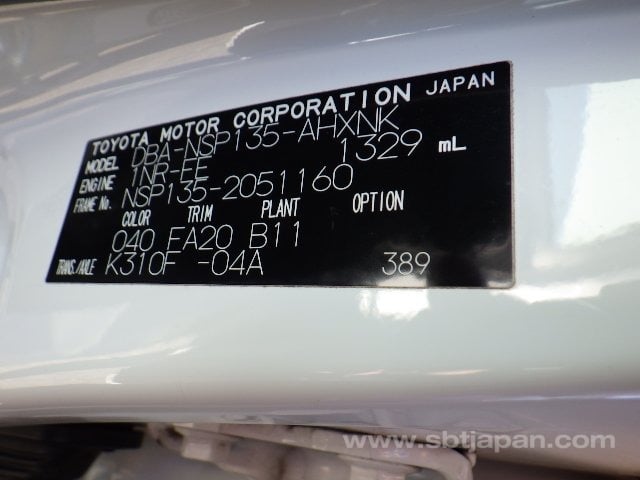 TOYOTA MOTOR CORPORATION JAPAN
MODEL DBA-NSP135-AHXNK
ENGINE 1NR-FE 1329 mL
FRAME No. NSP135-2051160
COLOR TRIM PLANT OPTION
040 FA20 B11
TRANS./AXLE K310F -04A 389
www.sbtjapan.com